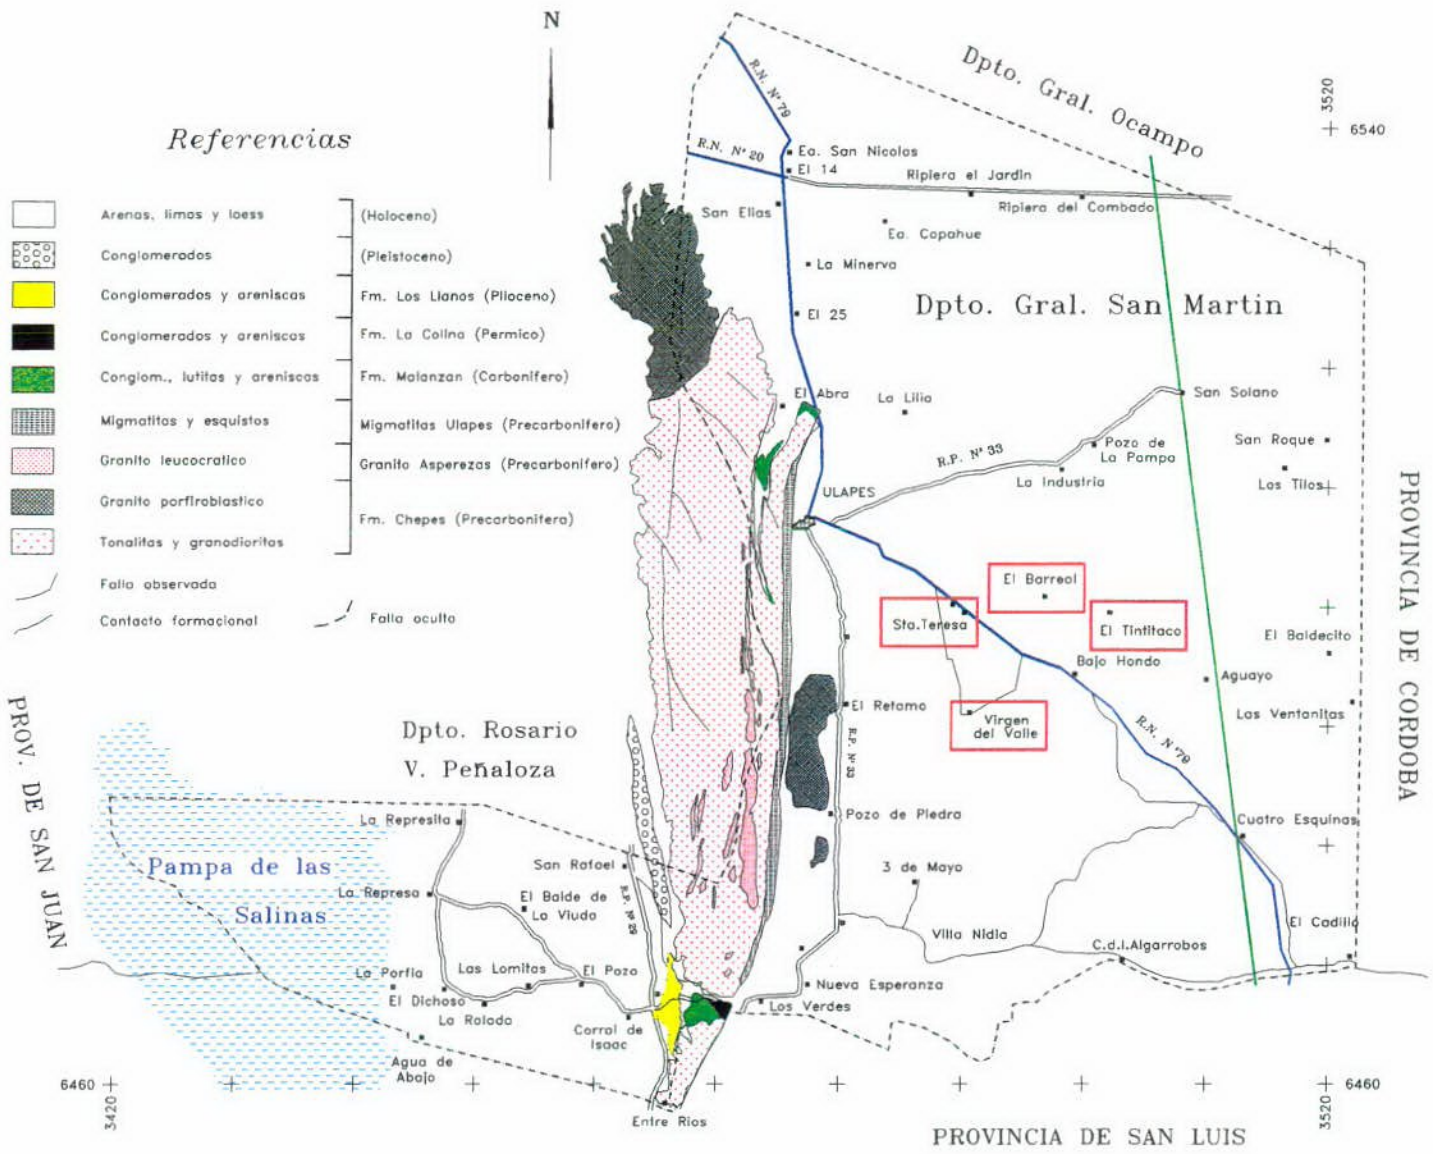 N
Referencias
Arenas, limos y loess (Holoceno)
Conglomerados (Pleistoceno)
Conglomerados y areniscas Fm. Los Llanos (Plioceno)
Conglomerados y areniscas Fm. La Colina (Permico)
Conglom., lutitas y areniscas Fm. Malanzan (Carbonifero)
Migmatitas y esquistos Migmatitas Ulapes (Precarbonifero)
Granito leucocratico Granito Asperezas (Precarbonifero)
Granito porfiroblastico
Fm. Chepes (Precarbonifera)
Tonalitas y granodioritas
Falla observada
Contacto formacional
Falla oculta
Dpto. Gral. Ocampo
3520
6540
R.N. Nº 79
R.N. Nº 20
Ea. San Nicolas
El 14
Ripiera el Jardin
Ripiera del Combado
San Elias
Ea. Copahue
La Minerva
Dpto. Gral. San Martin
El 25
El Abra
La Lilia
San Solano
R.P. Nº 33
Pozo de
La Pampa
San Roque
La Industria
Los Tilos
ULAPES
PROVINCIA DE CORDOBA
El Barreol
Sta.Teresa
El Tintitaco
El Baldecito
Bajo Hondo
Aguayo
El Retamo
Virgen
del Valle
Las Ventanitas
R.N. Nº79
R.P. Nº 33
Dpto. Rosario
V. Peñaloza
PROV. DE SAN JUAN
Pozo de Piedra
Cuatro Esquinas
La Represita
Pampa de las
Salinas
San Rafael
3 de Mayo
La Represa
El Balde de
La Viuda
R.P. Nº 29
Villa Nidia
El Cadillo
C.d.l.Algarrobos
La Porfia
Las Lomitas
El Pozo
El Dichoso
Nueva Esperanza
Los Verdes
La Rolada
Corral de
Isaac
Agua de
Abajo
6460
6460
3420
3520
Entre Rios
PROVINCIA DE SAN LUIS